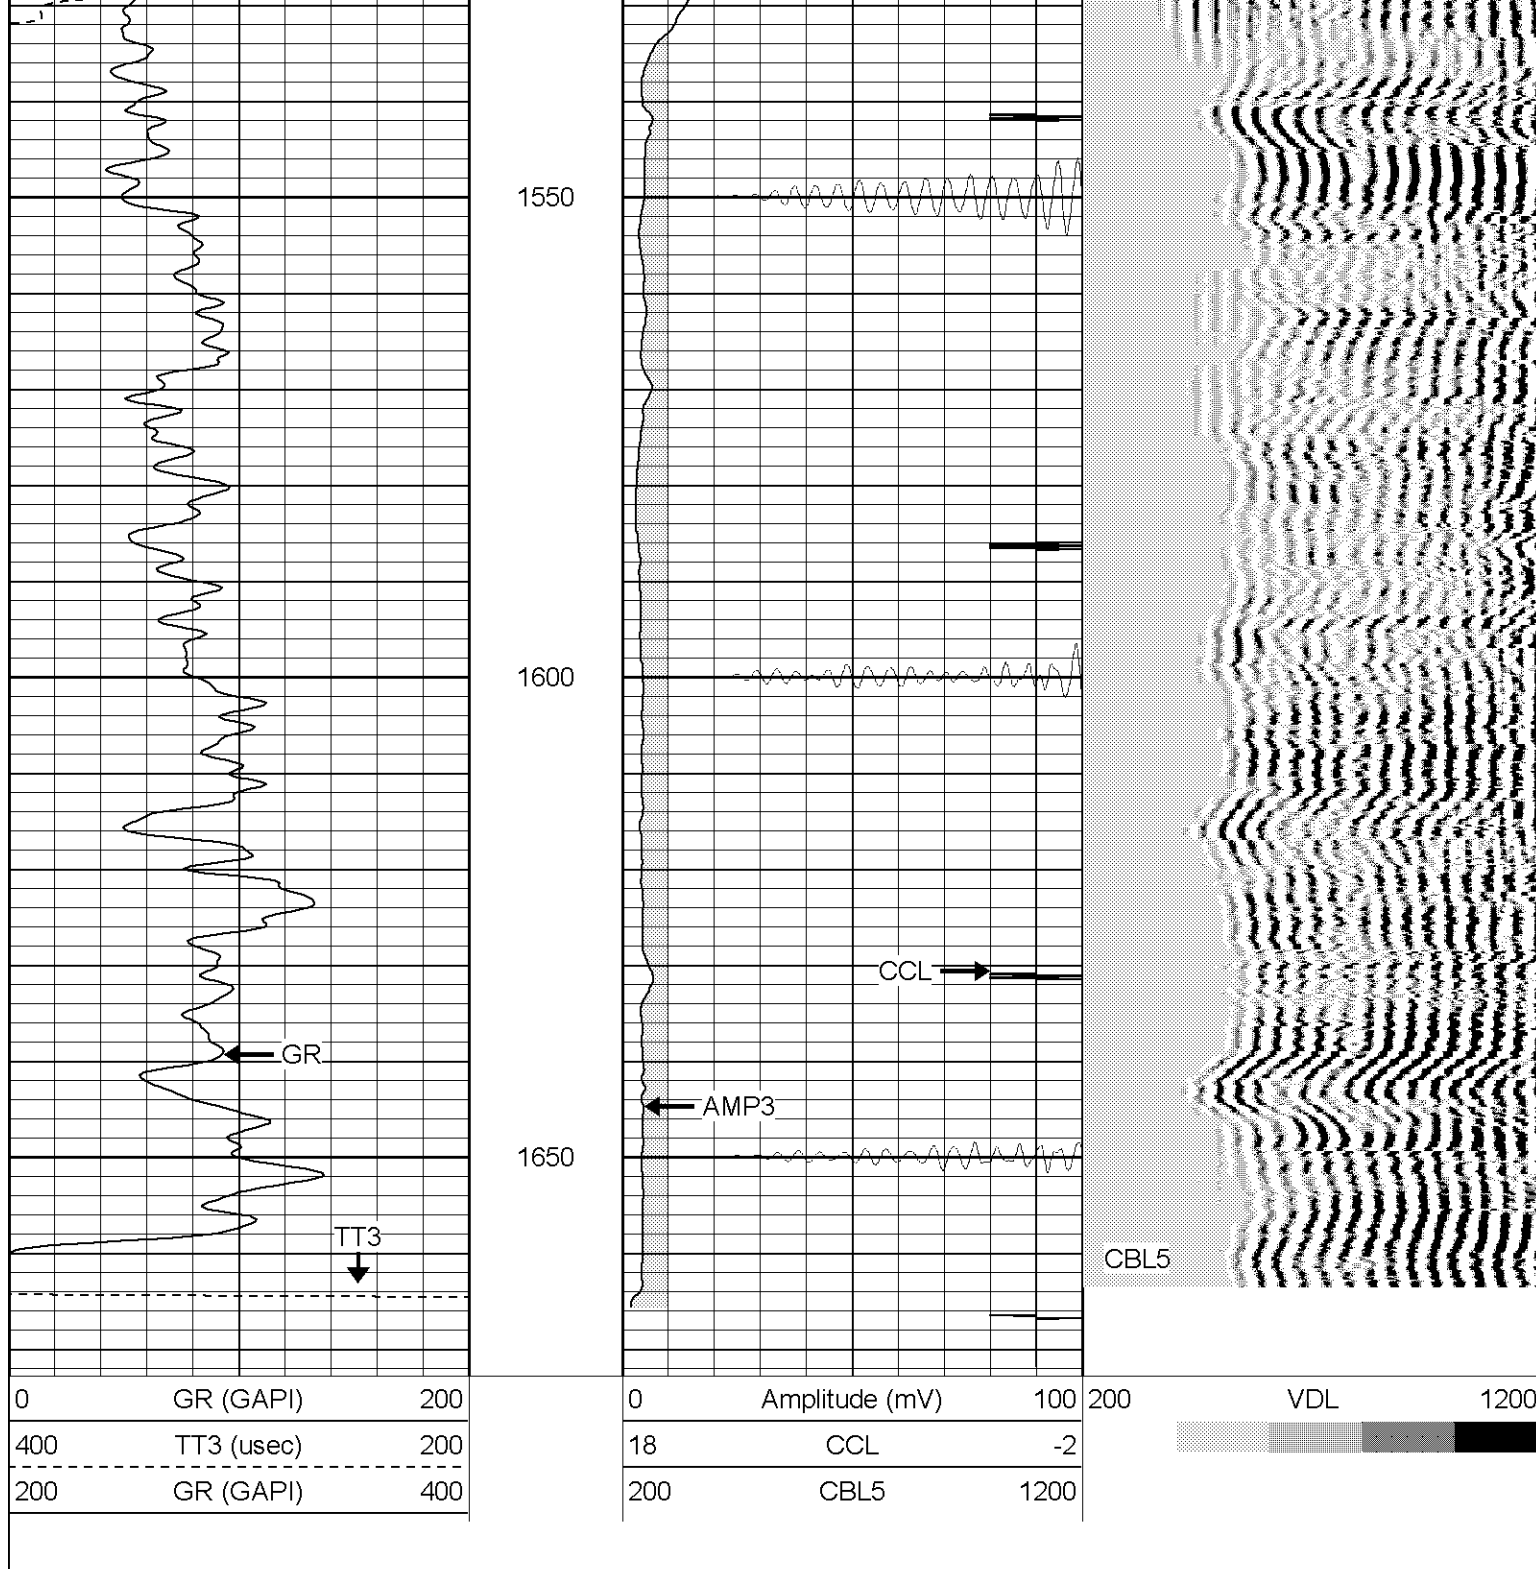 1550
1600
CCL
GR
AMP3
1650
TT3
CBL5
0 GR (GAPI) 200 0 Amplitude (mV) 100 200 VDL 1200
400 TT3 (usec) 200 18 CCL -2
200 GR (GAPI) 400 200 CBL5 1200